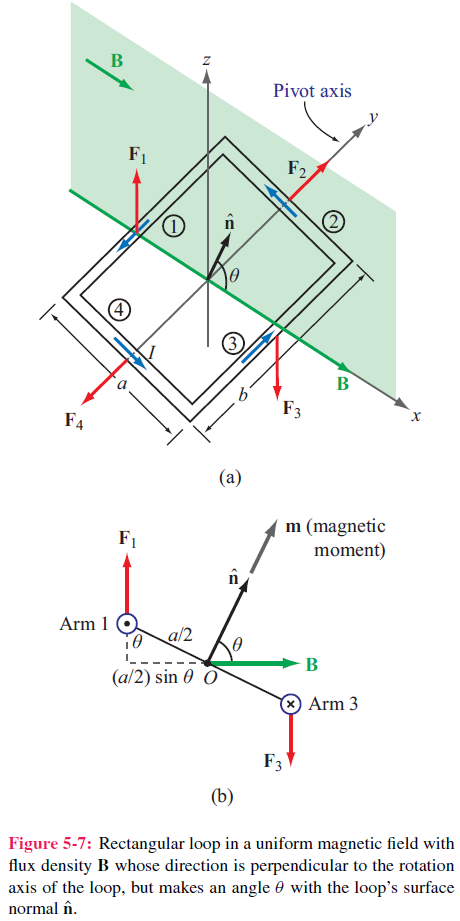 B
z
Pivot axis
y
F1
F2
1
n̂
2
θ
4
3
I
a
b
B
F4
F3
x
(a)
m (magnetic
moment)
F1
n̂
Arm 1
θ
a/2
θ
B
(a/2) sin θ
O
Arm 3
F3
(b)
Figure 5-7: Rectangular loop in a uniform magnetic field with
flux density B whose direction is perpendicular to the rotation
axis of the loop, but makes an angle θ with the loop’s surface
normal n̂.